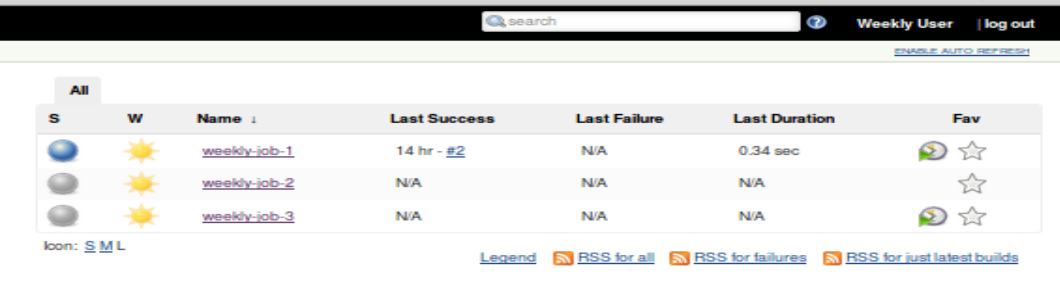 search Weekly User | log out
ENABLE AUTO REFRESH
All
S W Name ↓ Last Success Last Failure Last Duration Fav
weekly-job-1 14 hr - #2 N/A 0.34 sec
weekly-job-2 N/A N/A N/A
weekly-job-3 N/A N/A N/A
Icon: S M L
Legend RSS for all RSS for failures RSS for just latest builds